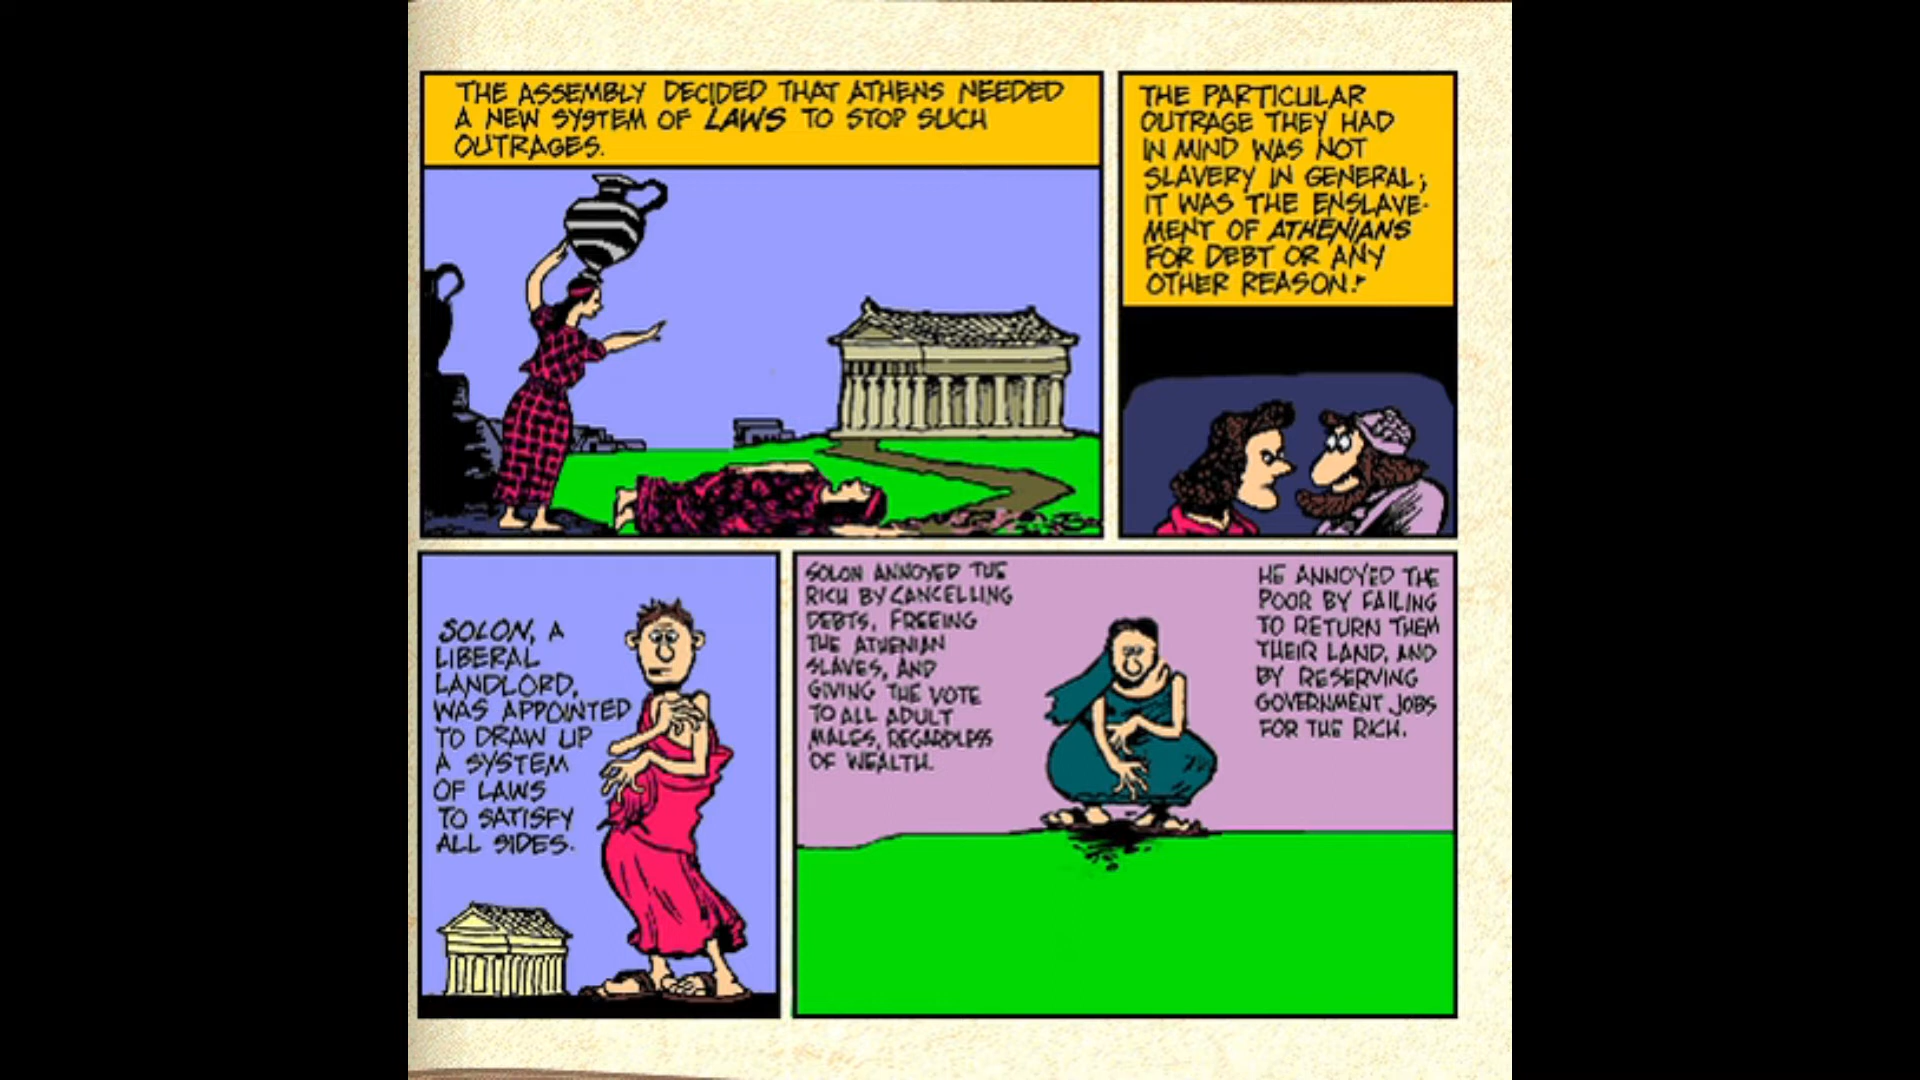 THE ASSEMBLY DECIDED THAT ATHENS NEEDED
A NEW SYSTEM OF LAWS TO STOP SUCH
OUTRAGES.
THE PARTICULAR
OUTRAGE THEY HAD
IN MIND WAS NOT
SLAVERY IN GENERAL;
IT WAS THE ENSLAVE-
MENT OF ATHENIANS
FOR DEBT OR ANY
OTHER REASON!
SOLON, A
LIBERAL
LANDLORD,
WAS APPOINTED
TO DRAW UP
A SYSTEM
OF LAWS
TO SATISFY
ALL SIDES.
SOLON ANNOYED THE
RICH BY CANCELLING
DEBTS, FREEING
THE ATHENIAN
SLAVES, AND
GIVING THE VOTE
TO ALL ADULT
MALES, REGARDLESS
OF WEALTH.
HE ANNOYED THE
POOR BY FAILING
TO RETURN THEM
THEIR LAND, AND
BY RESERVING
GOVERNMENT JOBS
FOR THE RICH.